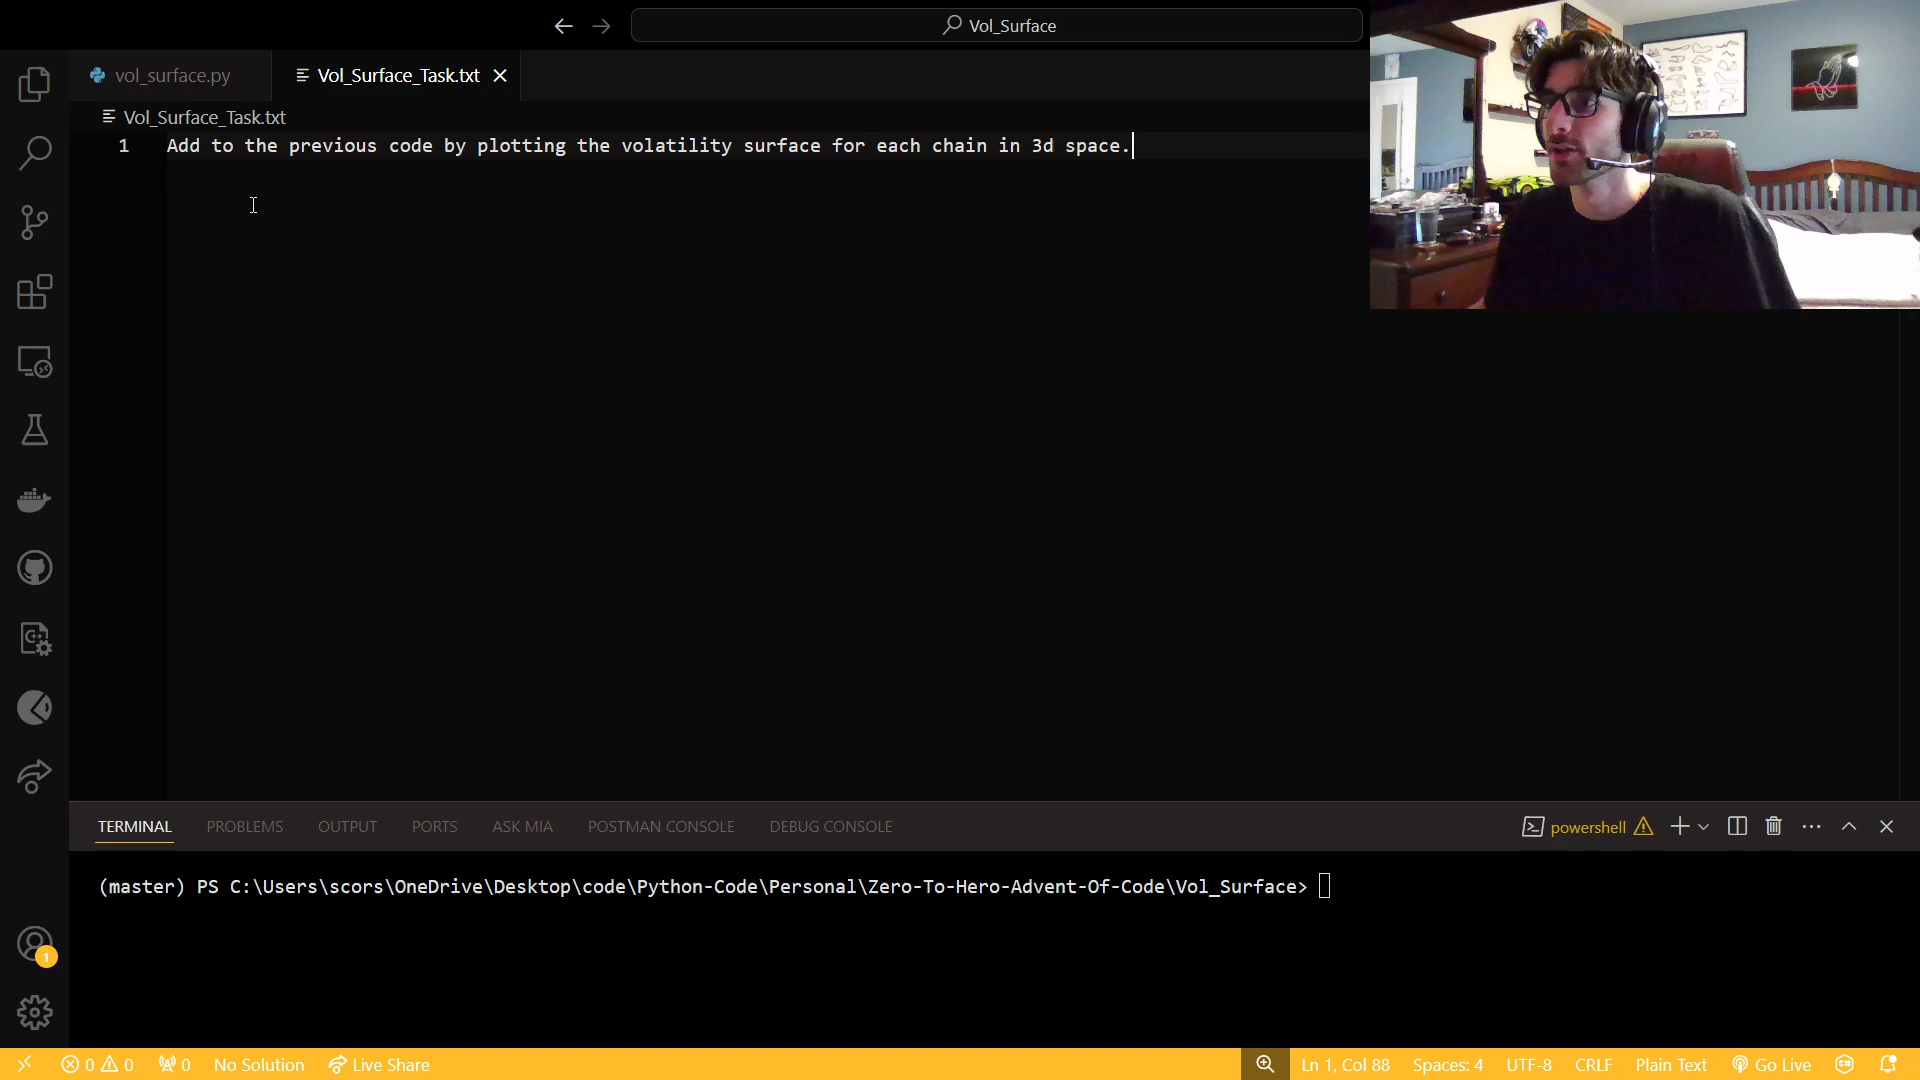 Vol_Surface
vol_surface.py
Vol_Surface_Task.txt
Vol_Surface_Task.txt
1 Add to the previous code by plotting the volatility surface for each chain in 3d space.
TERMINAL PROBLEMS OUTPUT PORTS ASK MIA POSTMAN CONSOLE DEBUG CONSOLE powershell
(master) PS C:\Users\scors\OneDrive\Desktop\code\Python-Code\Personal\Zero-To-Hero-Advent-Of-Code\Vol_Surface>
1
0 0 0 No Solution Live Share Ln 1, Col 88 Spaces: 4 UTF-8 CRLF Plain Text Go Live